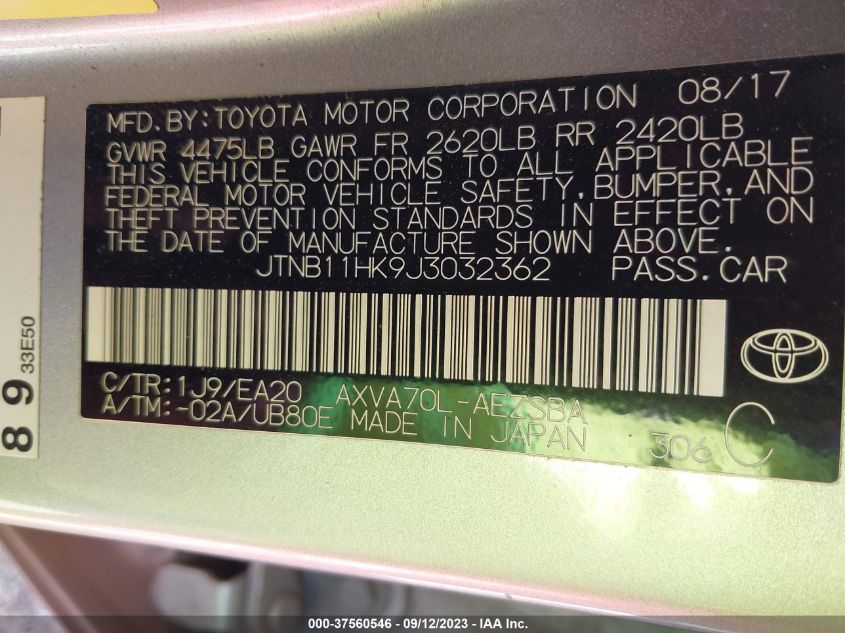 MFD.BY:TOYOTA MOTOR CORPORATION 08/17
GVWR 4475LB GAWR FR 2620LB RR 2420LB
THIS VEHICLE CONFORMS TO ALL APPLICABLE
FEDERAL MOTOR VEHICLE SAFETY,BUMPER,AND
THEFT PREVENTION STANDARDS IN EFFECT ON
THE DATE OF MANUFACTURE SHOWN ABOVE.
JTNB11HK9J3032362 PASS.CAR
C/TR:1J9/EA20 AXVA70L-AEZSBA
A/TM:-02A/UB80E MADE IN JAPAN 306 C
89
33E50
000-37560546 - 09/12/2023 - IAA Inc.